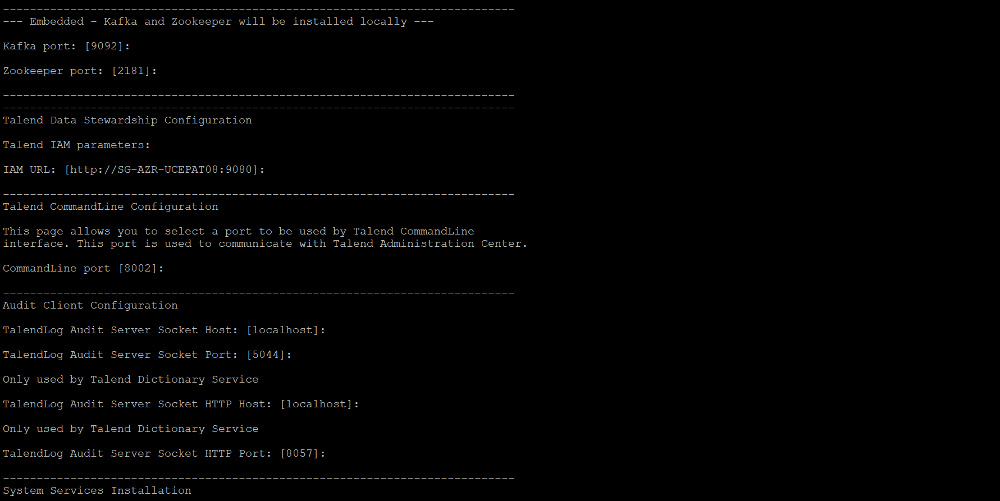 ----------------------------------------------------------------------------
--- Embedded - Kafka and Zookeeper will be installed locally ---
Kafka port: [9092]:
Zookeeper port: [2181]:
----------------------------------------------------------------------------
----------------------------------------------------------------------------
Talend Data Stewardship Configuration
Talend IAM parameters:
IAM URL: [http://SG-AZR-UCEPAT08:9080]:
----------------------------------------------------------------------------
Talend CommandLine Configuration
This page allows you to select a port to be used by Talend CommandLine
interface. This port is used to communicate with Talend Administration Center.
CommandLine port [8002]:
----------------------------------------------------------------------------
Audit Client Configuration
TalendLog Audit Server Socket Host: [localhost]:
TalendLog Audit Server Socket Port: [5044]:
Only used by Talend Dictionary Service
TalendLog Audit Server Socket HTTP Host: [localhost]:
Only used by Talend Dictionary Service
TalendLog Audit Server Socket HTTP Port: [8057]:
----------------------------------------------------------------------------
System Services Installation